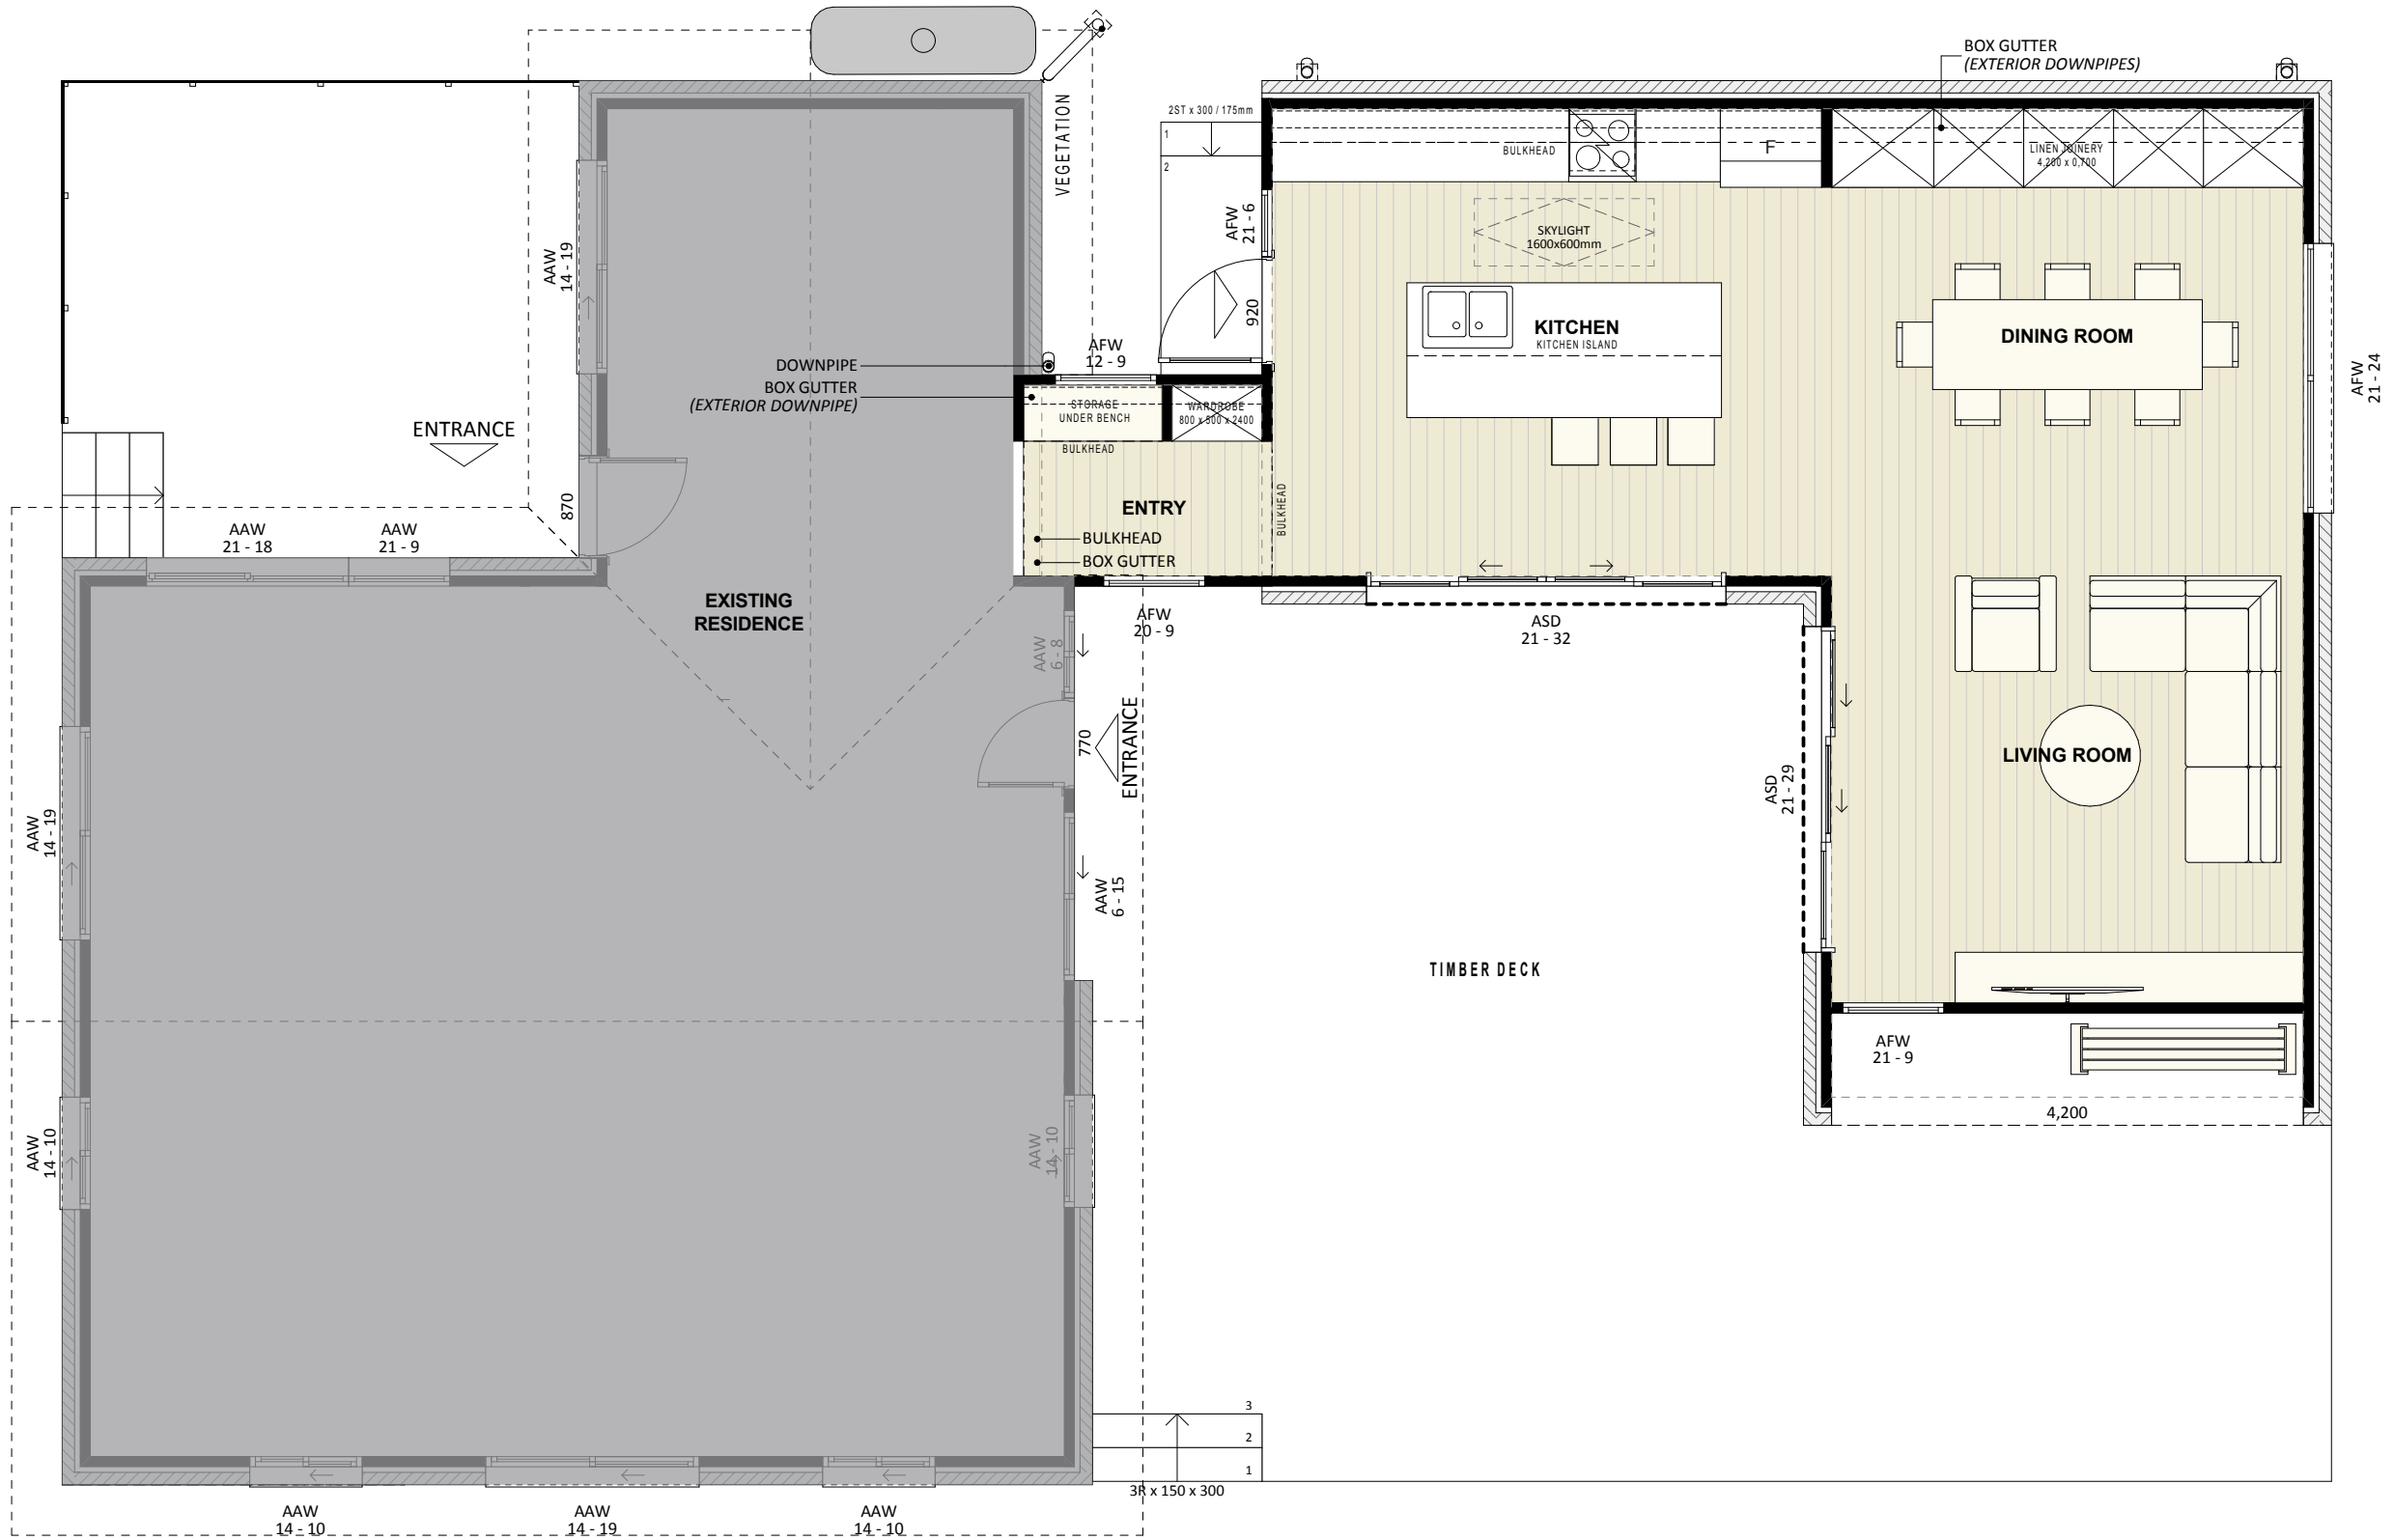 BOX GUTTER
(EXTERIOR DOWNPIPES)
2ST x 300 / 175mm
1
2
VEGETATION
BULKHEAD
F
LINEN JOINERY
4,200 x 0,700
AFW
21 - 6
SKYLIGHT
1600x600mm
AAW
14 - 19
920
KITCHEN
KITCHEN ISLAND
DINING ROOM
AFW
21 - 24
DOWNPIPE
AFW
12 - 9
BOX GUTTER
(EXTERIOR DOWNPIPE)
STORAGE
UNDER BENCH
WARDROBE
800 x 500 x 2400
ENTRANCE
BULKHEAD
870
ENTRY
BULKHEAD
AAW
21 - 18
AAW
21 - 9
BULKHEAD
BOX GUTTER
EXISTING
RESIDENCE
AFW
20 - 9
ASD
21 - 32
AAW
6 - 8
770
ENTRANCE
LIVING ROOM
ASD
21 - 29
AAW
14 - 19
AAW
6 - 15
TIMBER DECK
AFW
21 - 9
4,200
AAW
14 - 10
AAW
14 - 10
3
2
1
3R x 150 x 300
AAW
14 - 10
AAW
14 - 19
AAW
14 - 10